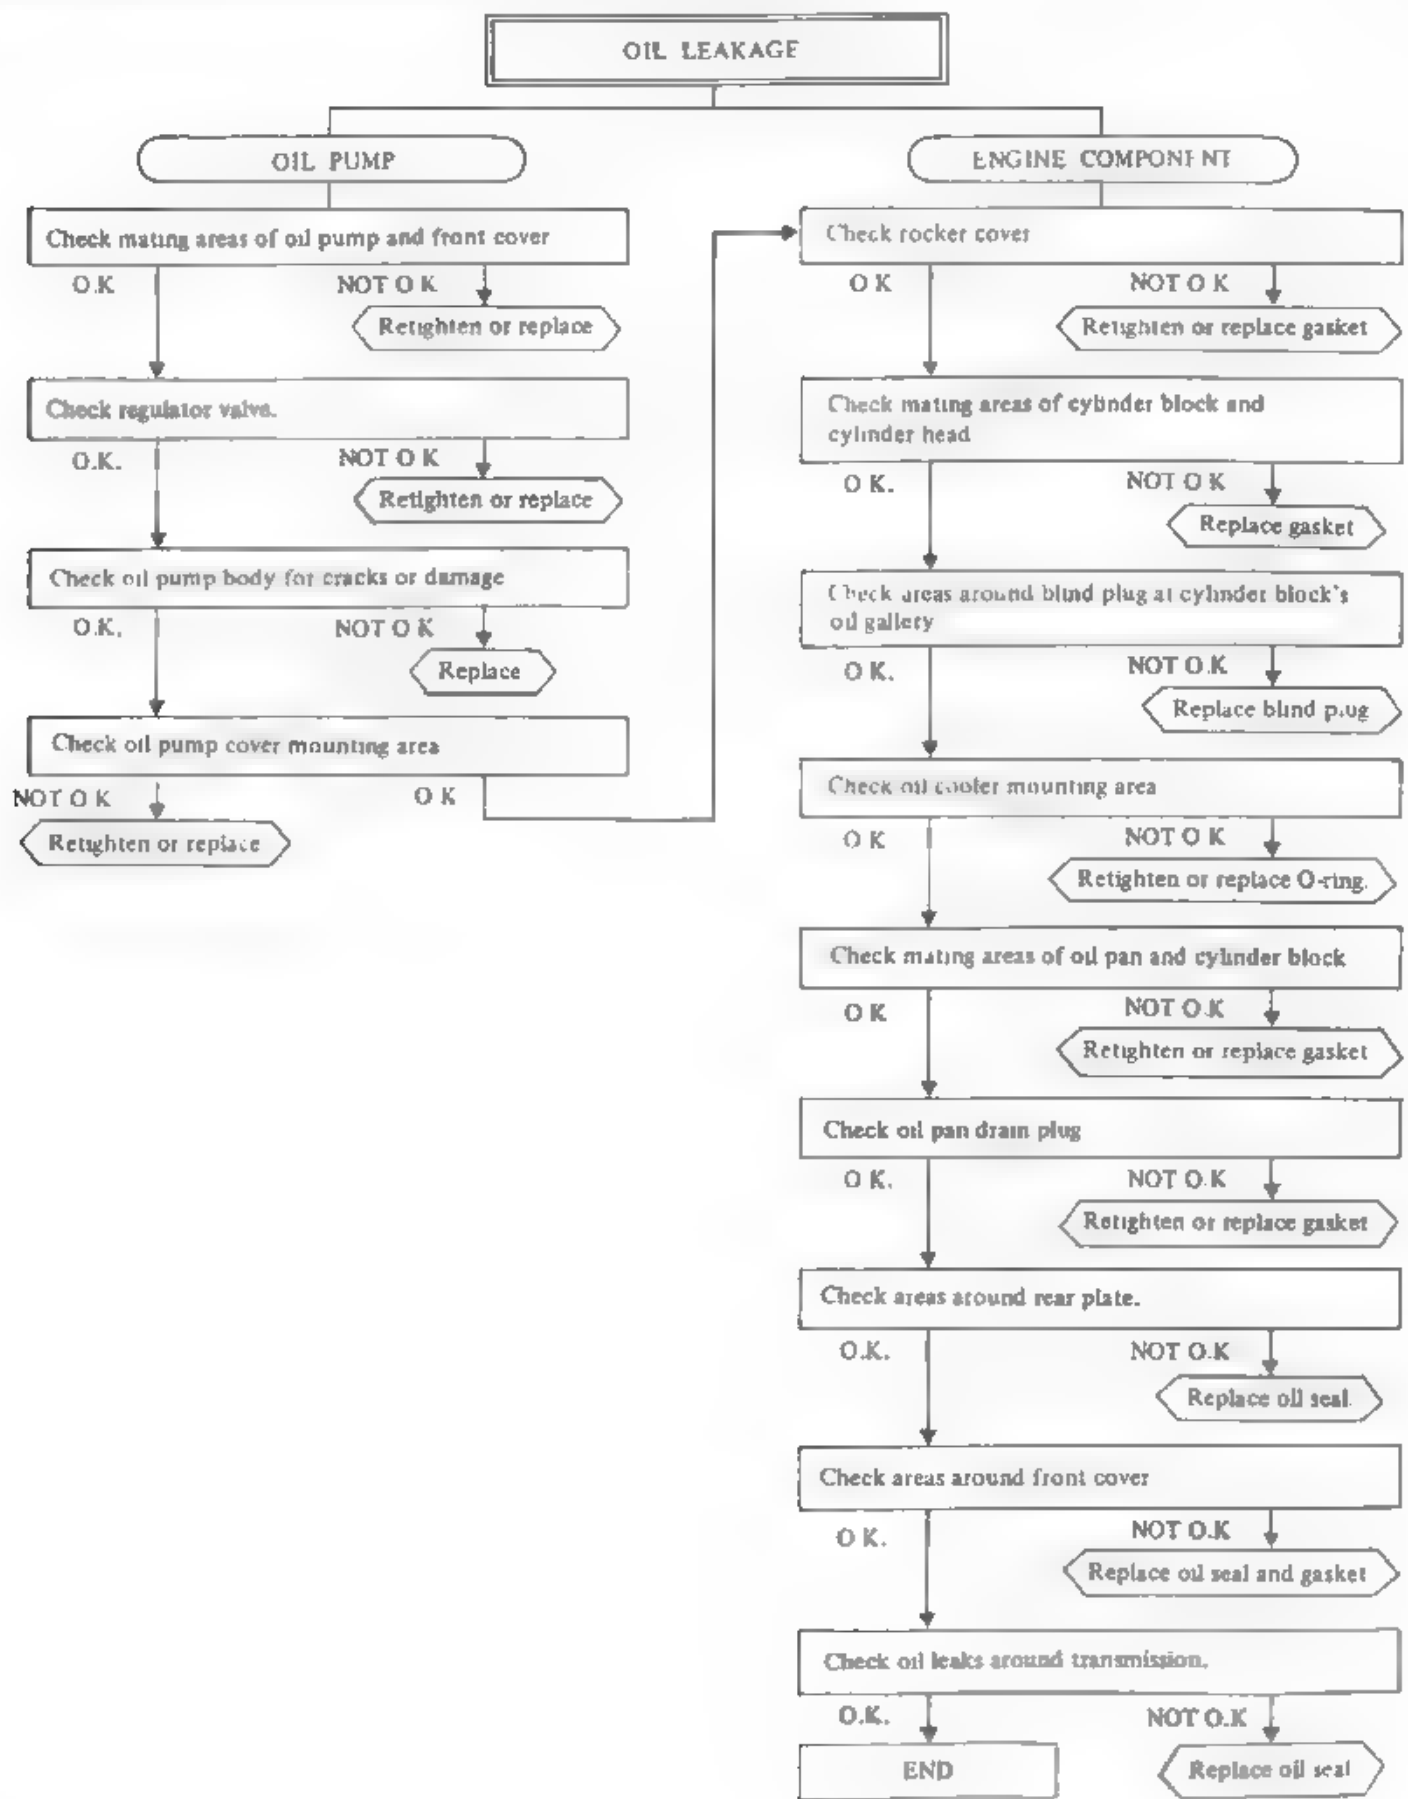 OIL LEAKAGE
OIL PUMP
Check mating areas of oil pump and front cover
O.K
NOT O K
Retighten or replace
Check regulator valve.
O.K.
NOT O K
Retighten or replace
Check oil pump body for cracks or damage
O.K.
NOT O K
Replace
Check oil pump cover mounting area
NOT O K
O K
Retighten or replace
ENGINE COMPONENT
Check rocker cover
O K
NOT O K
Retighten or replace gasket
Check mating areas of cylinder block and
cylinder head
O K.
NOT O K
Replace gasket
Check areas around blind plug at cylinder block's
oil gallery
O K.
NOT O.K
Replace blind plug
Check oil cooler mounting area
O K
NOT O K
Retighten or replace O-ring.
Check mating areas of oil pan and cylinder block
O K
NOT O.K
Retighten or replace gasket
Check oil pan drain plug
O K.
NOT O.K
Retighten or replace gasket
Check areas around rear plate.
O.K.
NOT O.K
Replace oil seal
Check areas around front cover
O K.
NOT O.K
Replace oil seal and gasket
Check oil leaks around transmission.
O.K.
NOT O.K
END
Replace oil seal